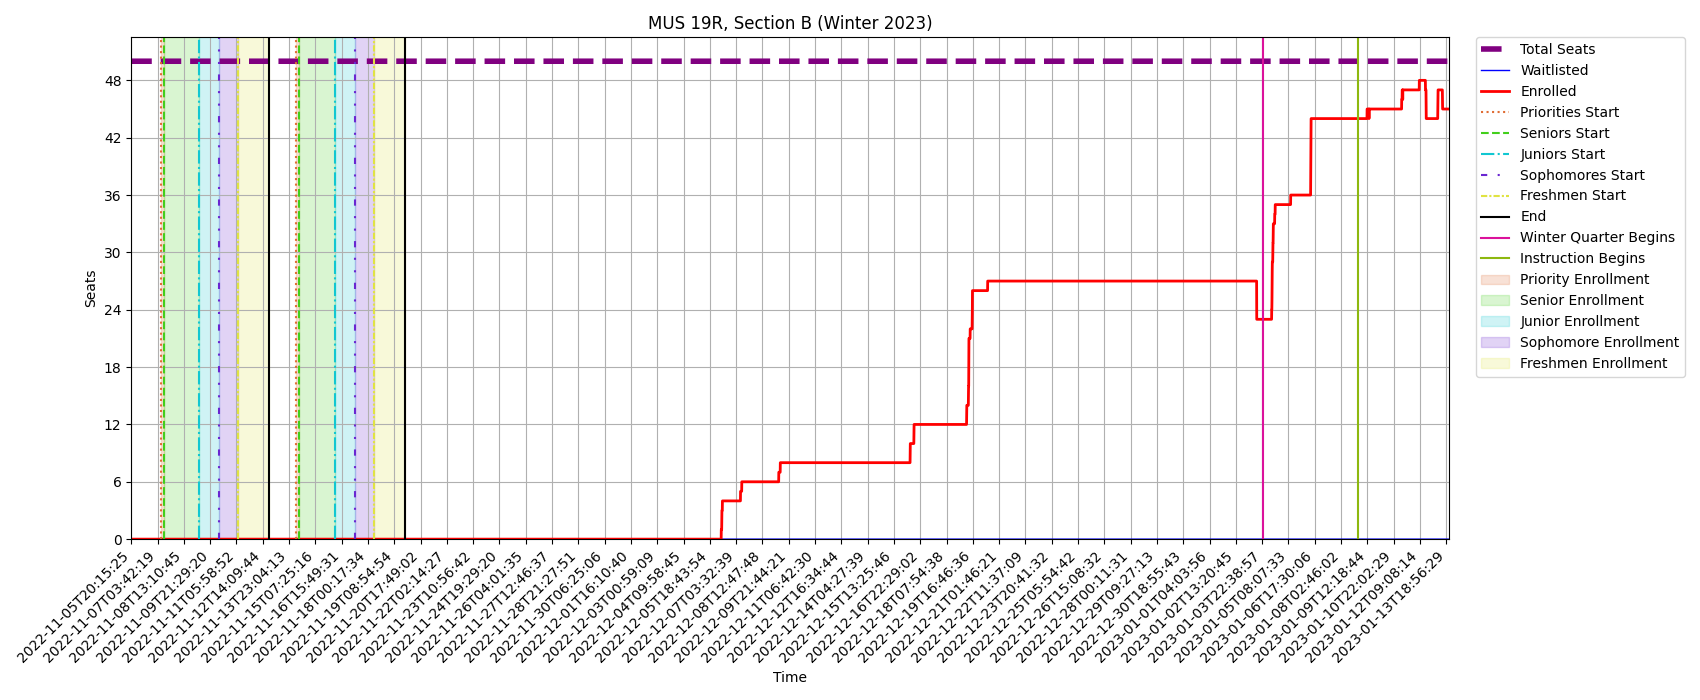 MUS 19R, Section B (Winter 2023)
Seats
48
42
36
30
24
18
12
6
0
2022-11-05T20:15:25
2022-11-07T03:42:19
2022-11-08T13:10:45
2022-11-09T21:29:20
2022-11-11T05:58:52
2022-11-12T14:09:44
2022-11-13T23:04:13
2022-11-15T07:25:16
2022-11-16T15:49:31
2022-11-18T00:17:34
2022-11-19T08:54:54
2022-11-20T17:49:02
2022-11-22T02:14:27
2022-11-23T10:56:42
2022-11-24T19:29:20
2022-11-26T04:01:35
2022-11-27T12:46:37
2022-11-28T21:27:51
2022-11-30T06:25:06
2022-12-01T16:10:40
2022-12-03T00:59:09
2022-12-04T09:58:45
2022-12-05T18:43:54
2022-12-07T03:32:39
2022-12-08T12:47:48
2022-12-09T21:44:21
2022-12-11T06:42:30
2022-12-12T16:34:44
2022-12-14T04:27:39
2022-12-15T13:25:46
2022-12-16T22:29:02
2022-12-18T07:54:38
2022-12-19T16:46:36
2022-12-21T01:46:21
2022-12-22T11:37:09
2022-12-23T20:41:32
2022-12-25T05:54:42
2022-12-26T15:08:32
2022-12-28T00:11:31
2022-12-29T09:27:13
2022-12-30T18:55:43
2023-01-01T04:03:56
2023-01-02T13:20:45
2023-01-03T22:38:57
2023-01-05T08:07:33
2023-01-06T17:30:06
2023-01-08T02:46:02
2023-01-09T12:18:44
2023-01-10T22:02:29
2023-01-12T09:08:14
2023-01-13T18:56:29
Time
Total Seats
Waitlisted
Enrolled
Priorities Start
Seniors Start
Juniors Start
Sophomores Start
Freshmen Start
End
Winter Quarter Begins
Instruction Begins
Priority Enrollment
Senior Enrollment
Junior Enrollment
Sophomore Enrollment
Freshmen Enrollment